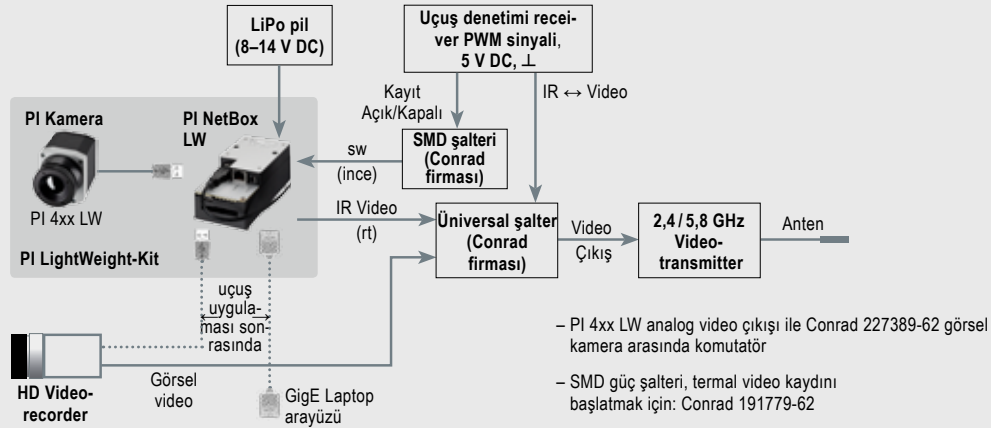 LiPo pil
(8–14 V DC)
Uçuş denetimi recei-
ver PWM sinyali,
5 V DC, ⊥
Kayıt
Açık/Kapalı
IR ↔ Video
PI Kamera
PI NetBox
LW
SMD şalteri
(Conrad
firması)
sw
(ince)
PI 4xx LW
IR Video
(rt)
Üniversal şalter
(Conrad
firması)
Video
Çıkış
2,4 / 5,8 GHz
Video-
transmitter
Anten
PI LightWeight-Kit
uçuş
uygula-
ması son-
rasında
HD Video-
recorder
Görsel
video
GigE Laptop
arayüzü
– PI 4xx LW analog video çıkışı ile Conrad 227389-62 görsel
kamera arasında komutatör
– SMD güç şalteri, termal video kaydını
başlatmak için: Conrad 191779-62